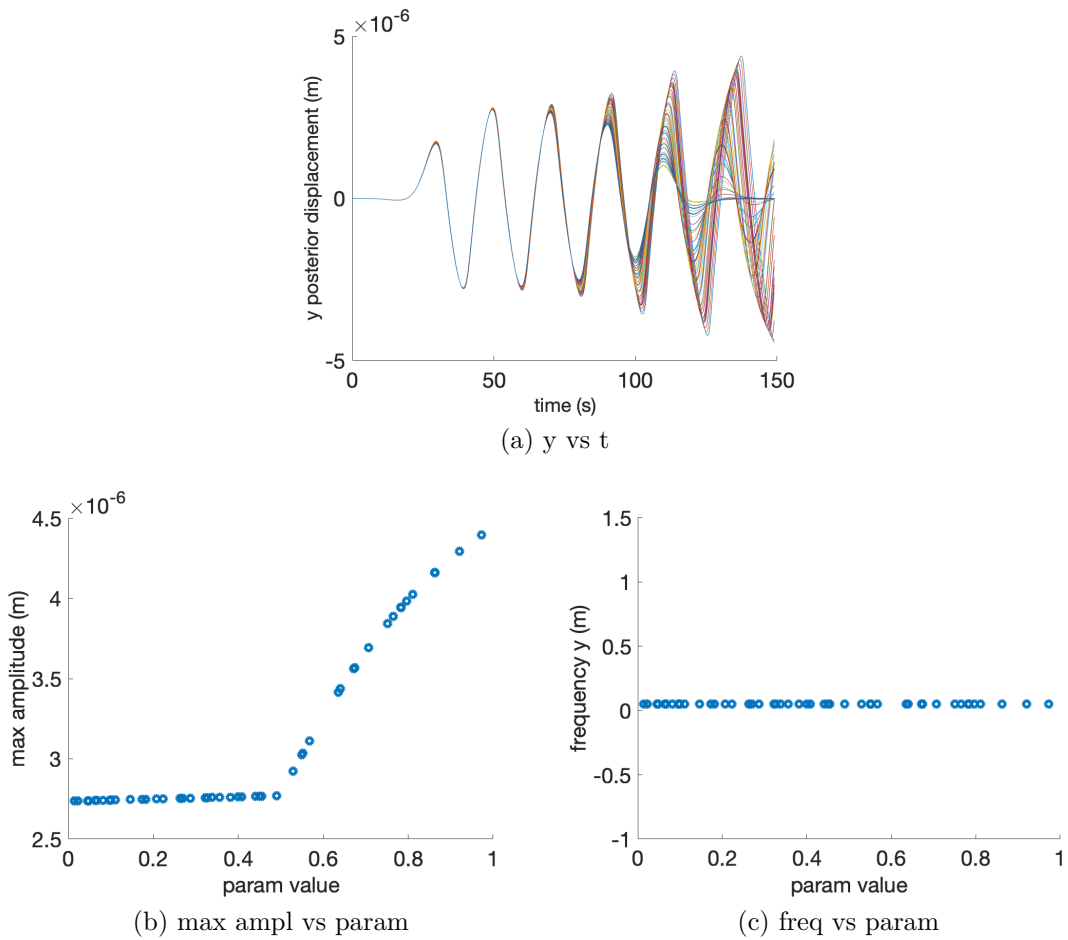 ×10-6
5
0
-5
y posterior displacement (m)
0 50 100 150
time (s)
(a) y vs t
×10-6
4.5
4
3.5
3
2.5
max amplitude (m)
0 0.2 0.4 0.6 0.8 1
param value
(b) max ampl vs param
1.5
1
0.5
0
-0.5
-1
frequency y (m)
0 0.2 0.4 0.6 0.8 1
param value
(c) freq vs param